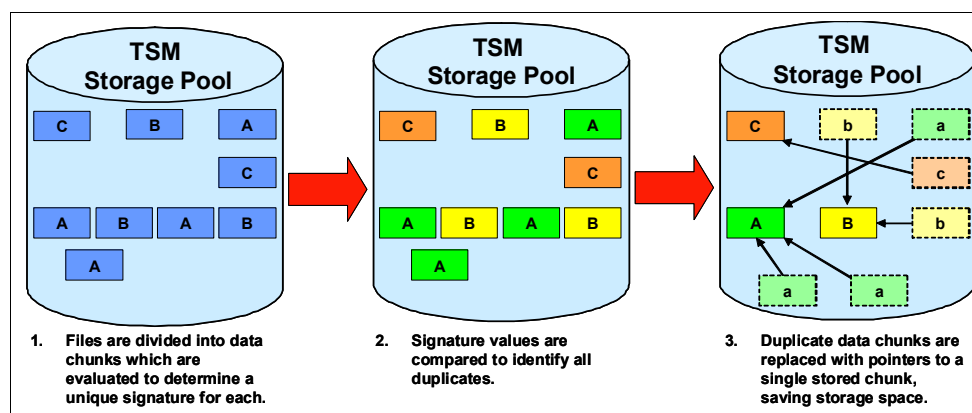 TSM
Storage Pool
C B A
C
A B A B
A
1. Files are divided into data
chunks which are
evaluated to determine a
unique signature for each.
TSM
Storage Pool
C B A
C
A B A B
A
2. Signature values are
compared to identify all
duplicates.
TSM
Storage Pool
C b a
c
A B b
a a
3. Duplicate data chunks are
replaced with pointers to a
single stored chunk,
saving storage space.